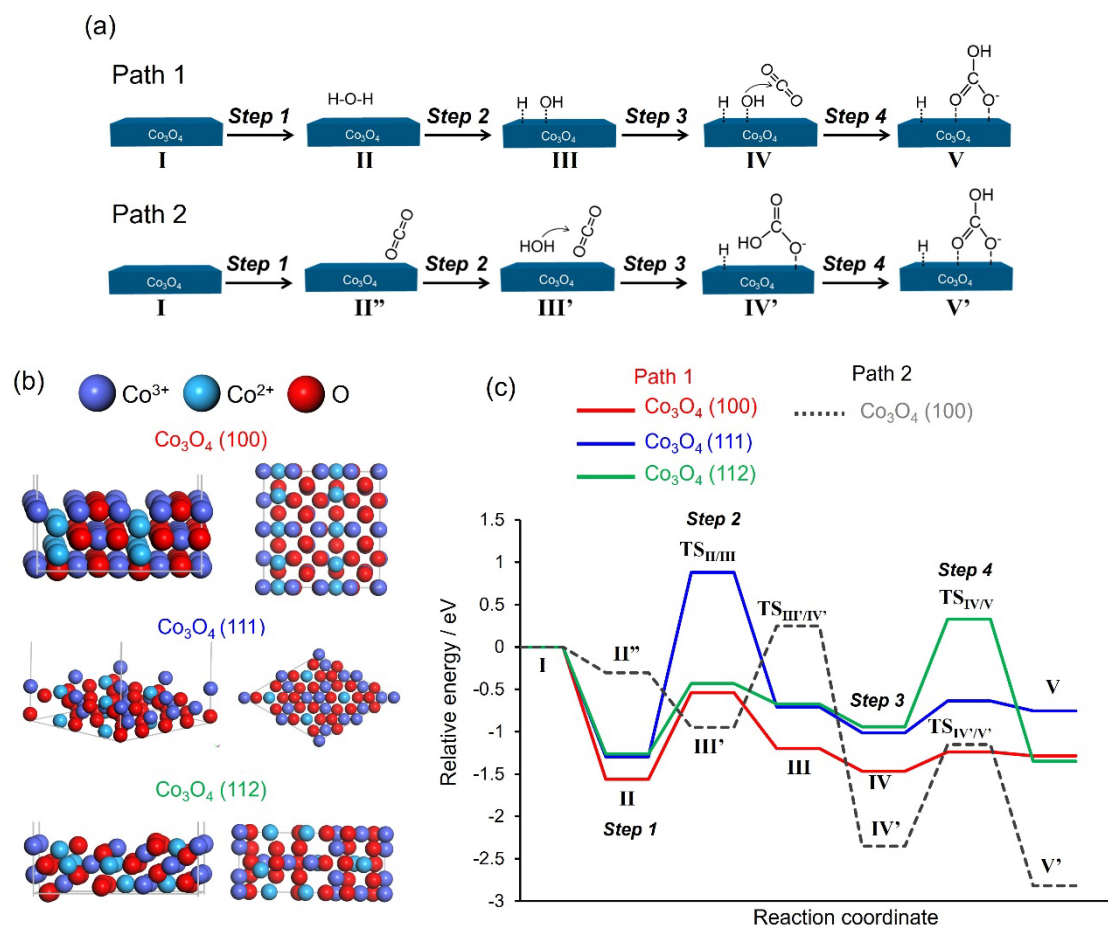 (a)
Path 1
H-O-H
H OH
O=C=O
H OH
OH
C
O O-
H
Step 1 Step 2 Step 3 Step 4
Co3O4 Co3O4 Co3O4 Co3O4 Co3O4
I II III IV V
Path 2
O=C=O
HOH O=C=O
O
C
HO O-
H
OH
C
O O-
H
Step 1 Step 2 Step 3 Step 4
Co3O4 Co3O4 Co3O4 Co3O4 Co3O4
I II” III’ IV’ V’
(b)
Co3+ Co2+ O
Co3O4 (100)
Co3O4 (111)
Co3O4 (112)
(c)
Path 1 Path 2
Co3O4 (100) Co3O4 (100)
Co3O4 (111)
Co3O4 (112)
Relative energy / eV
1.5
1
0.5
0
-0.5
-1
-1.5
-2
-2.5
-3
Step 2
TSII/III
Step 4
TSIV/V
TSIII’/IV’
I
II”
III’
II
Step 1
III
Step 3
IV
TSIV’/V’
V
IV’
V’
Reaction coordinate